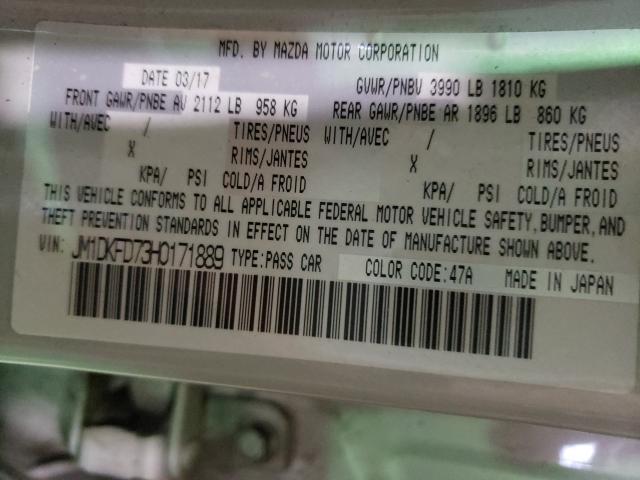 MFD. BY MAZDA MOTOR CORPORATION
DATE 03/17 GVWR/PNBV 3990 LB 1810 KG
FRONT GAWR/PNBE AV 2112 LB 958 KG REAR GAWR/PNBE AR 1896 LB 860 KG
WITH/AVEC / TIRES/PNEUS WITH/AVEC / TIRES/PNEUS
X RIMS/JANTES X RIMS/JANTES
KPA/ PSI COLD/A FROID KPA/ PSI COLD/A FROID
THIS VEHICLE CONFORMS TO ALL APPLICABLE FEDERAL MOTOR VEHICLE SAFETY, BUMPER, AND
THEFT PREVENTION STANDARDS IN EFFECT ON THE DATE OF MANUFACTURE SHOWN ABOVE.
VIN: JM1DKFD73H0171889 TYPE:PASS CAR COLOR CODE:47A MADE IN JAPAN